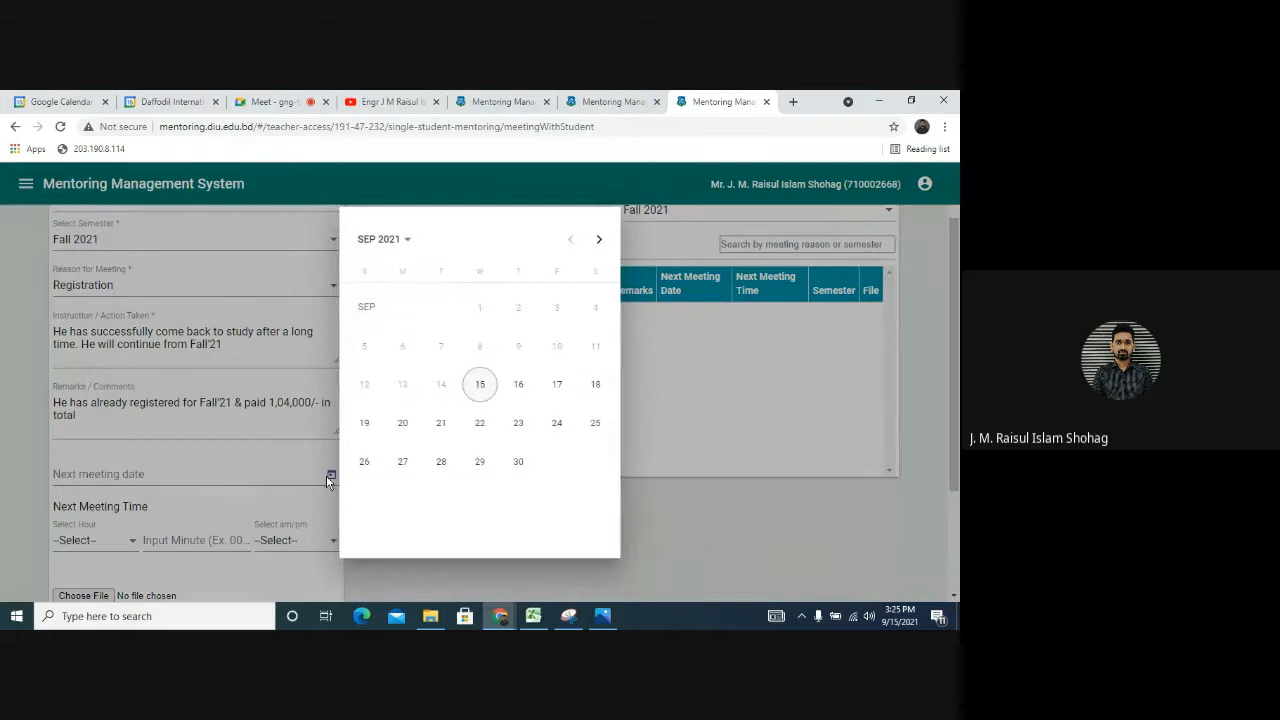 Google Calenda
Daffodil Internati
Meet - gng-
Engr J M Raisul Is
Mentoring Mana
Mentoring Mana
Mentoring Mana
Not secure
mentoring.diu.edu.bd/#/teacher-access/191-47-232/single-student-mentoring/meetingWithStudent
Apps
203.190.8.114
Reading list
Mentoring Management System
Mr. J. M. Raisul Islam Shohag (710002668)
Select Semester *
Fall 2021
Reason for Meeting *
Registration
Instruction / Action Taken *
He has successfully come back to study after a long
time. He will continue from Fall'21
Remarks / Comments
He has already registered for Fall'21 & paid 1,04,000/- in
total
Next meeting date
Next Meeting Time
Select Hour
Select am/pm
--Select--
Input Minute (Ex. 00...
--Select--
Choose File
No file chosen
SEP 2021
S M T W T F S
SEP
1 2 3 4
5 6 7 8 9 10 11
12 13 14 15 16 17 18
19 20 21 22 23 24 25
26 27 28 29 30
Fall 2021
Search by meeting reason or semester
emarks
Next Meeting
Date
Next Meeting
Time
Semester
File
J. M. Raisul Islam Shohag
Type here to search
3:25 PM
9/15/2021